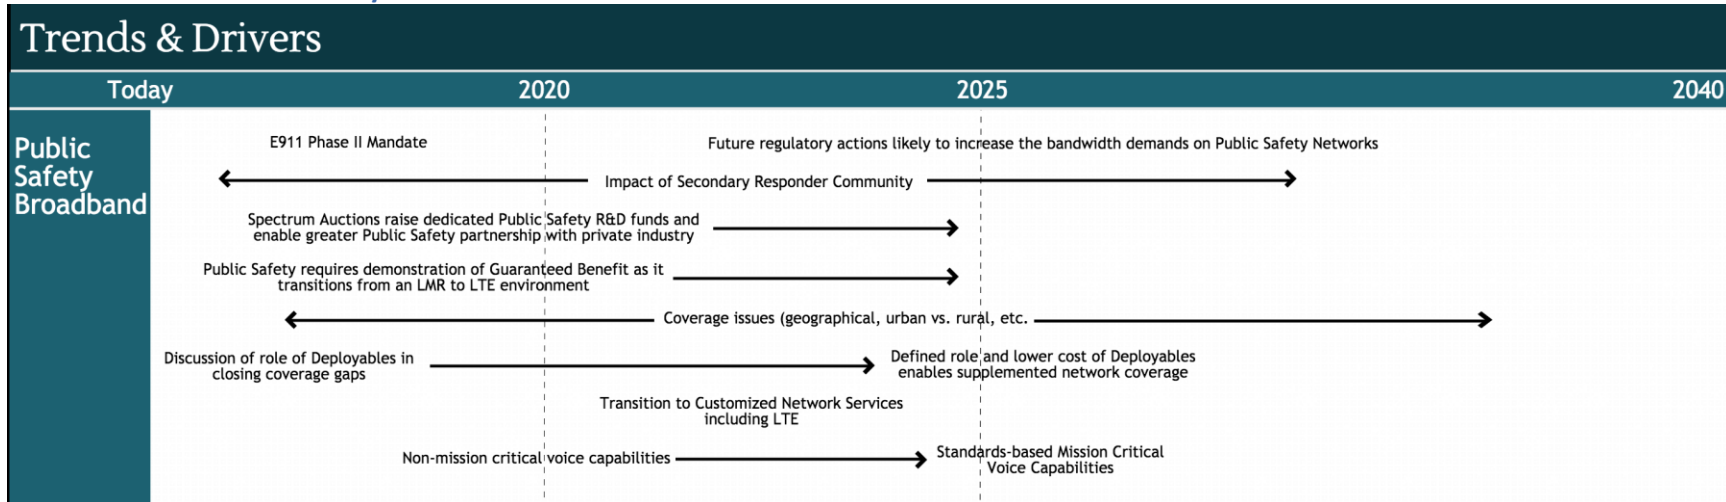 Trends & Drivers
Today
2020
2025
2040
Public
Safety
Broadband
E911 Phase II Mandate
Future regulatory actions likely to increase the bandwidth demands on Public Safety Networks
Impact of Secondary Responder Community
Spectrum Auctions raise dedicated Public Safety R&D funds and
enable greater Public Safety partnership with private industry
Public Safety requires demonstration of Guaranteed Benefit as it
transitions from an LMR to LTE environment
Coverage issues (geographical, urban vs. rural, etc.
Discussion of role of Deployables in
closing coverage gaps
Defined role and lower cost of Deployables
enables supplemented network coverage
Transition to Customized Network Services
including LTE
Non-mission critical voice capabilities
Standards-based Mission Critical
Voice Capabilities